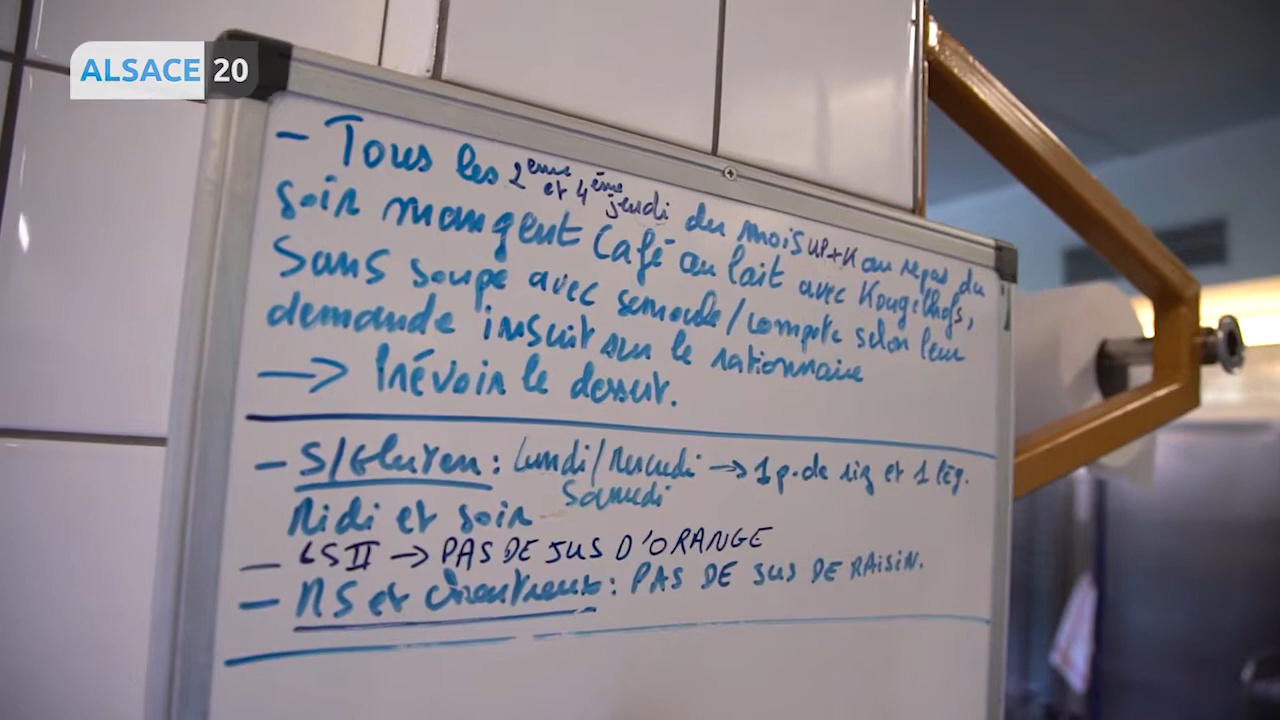 ALSACE 20
- Tous les 2ème et 4ème jeudi du mois UP+K au repas du
soir mangent Café au lait avec Kougelhofs,
sans soupe avec semoule/compote selon leur
demande inscrit sur le rationnaire
→ Prévoir le dessert.
- S/Gluten : Lundi/Mercredi → 1 p. de riz et 1 lég.
Samedi
Midi et soir
- LSII → PAS DE JUS D'ORANGE
- RS et : PAS DE JUS DE RAISIN.